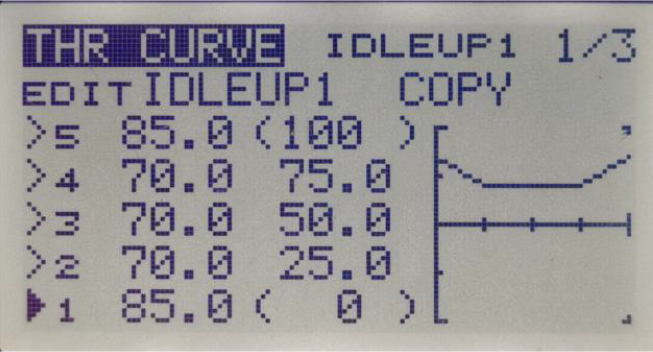 THR CURVE IDLEUP1 1/3
EDIT IDLEUP1 COPY
>5 85.0 (100 )
>4 70.0 75.0
>3 70.0 50.0
>2 70.0 25.0
▶1 85.0 ( 0 )